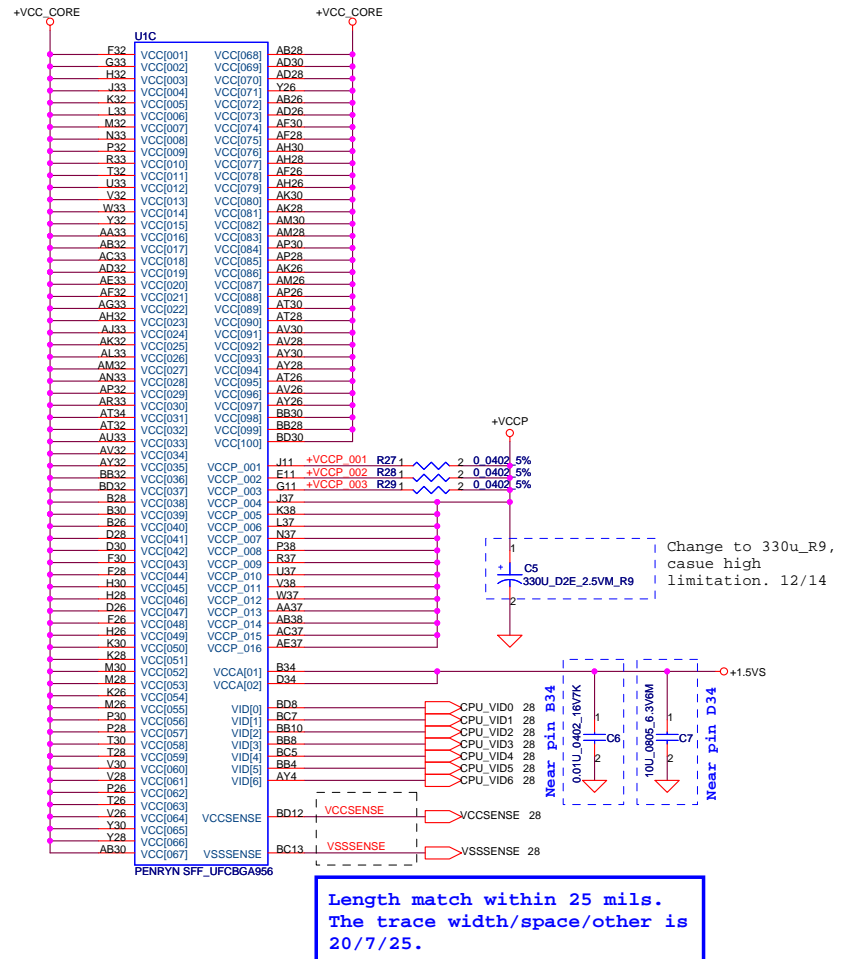 +VCC_CORE +VCC_CORE
U1C
F32 VCC[001] VCC[068] AB28
G33 VCC[002] VCC[069] AD30
H32 VCC[003] VCC[070] AD28
J33 VCC[004] VCC[071] Y26
K32 VCC[005] VCC[072] AB26
L33 VCC[006] VCC[073] AD26
M32 VCC[007] VCC[074] AF30
N33 VCC[008] VCC[075] AF28
P32 VCC[009] VCC[076] AH30
R33 VCC[010] VCC[077] AH28
T32 VCC[011] VCC[078] AF26
U33 VCC[012] VCC[079] AH26
V32 VCC[013] VCC[080] AK30
W33 VCC[014] VCC[081] AK28
Y32 VCC[015] VCC[082] AM30
AA33 VCC[016] VCC[083] AM28
AB32 VCC[017] VCC[084] AP30
AC33 VCC[018] VCC[085] AP28
AD32 VCC[019] VCC[086] AK26
AE33 VCC[020] VCC[087] AM26
AF32 VCC[021] VCC[088] AP26
AG33 VCC[022] VCC[089] AT30
AH32 VCC[023] VCC[090] AT28
AJ33 VCC[024] VCC[091] AV30
AK32 VCC[025] VCC[092] AV28
AL33 VCC[026] VCC[093] AY30
AM32 VCC[027] VCC[094] AY28
AN33 VCC[028] VCC[095] AT26
AP32 VCC[029] VCC[096] AV26
AR33 VCC[030] VCC[097] AY26
AT34 VCC[031] VCC[098] BB30
AT32 VCC[032] VCC[099] BB28
AU33 VCC[033] VCC[100] BD30
AV32 VCC[034]
+VCCP
AY32 VCC[035] VCCP_001 J11 +VCCP_001 R27 1 2 0_0402_5%
BB32 VCC[036] VCCP_002 E11 +VCCP_002 R28 1 2 0_0402_5%
BD32 VCC[037] VCCP_003 G11 +VCCP_003 R29 1 2 0_0402_5%
B28 VCC[038] VCCP_004 J37
B30 VCC[039] VCCP_005 K38
B26 VCC[040] VCCP_006 L37
D28 VCC[041] VCCP_007 N37
D30 VCC[042] VCCP_008 P38
F30 VCC[043] VCCP_009 R37
F28 VCC[044] VCCP_010 U37
H30 VCC[045] VCCP_011 V38
H28 VCC[046] VCCP_012 W37
D26 VCC[047] VCCP_013 AA37
F26 VCC[048] VCCP_014 AB38
H26 VCC[049] VCCP_015 AC37
K30 VCC[050] VCCP_016 AE37
1
+ C5
330U_D2E_2.5VM_R9
2
Change to 330u_R9,
casue high
limitation. 12/14
K28 VCC[051]
M30 VCC[052] VCCA[01] B34
M28 VCC[053] VCCA[02] D34
+1.5VS
K26 VCC[054]
M26 VCC[055] VID[0] BD8 CPU_VID0 28
P30 VCC[056] VID[1] BC7 CPU_VID1 28
P28 VCC[057] VID[2] BB10 CPU_VID2 28
T30 VCC[058] VID[3] BB8 CPU_VID3 28
T28 VCC[059] VID[4] BC5 CPU_VID4 28
V30 VCC[060] VID[5] BB4 CPU_VID5 28
V28 VCC[061] VID[6] AY4 CPU_VID6 28
Near pin B34
0.01U_0402_16V7K
1
C6
2
10U_0805_6.3V6M
1
C7
2
Near pin D34
P26 VCC[062]
T26 VCC[063]
V26 VCC[064] VCCSENSE BD12 VCCSENSE VCCSENSE 28
Y30 VCC[065]
Y28 VCC[066]
AB30 VCC[067] VSSSENSE BC13 VSSSENSE VSSSENSE 28
PENRYN SFF_UFCBGA956
Length match within 25 mils.
The trace width/space/other is
20/7/25.